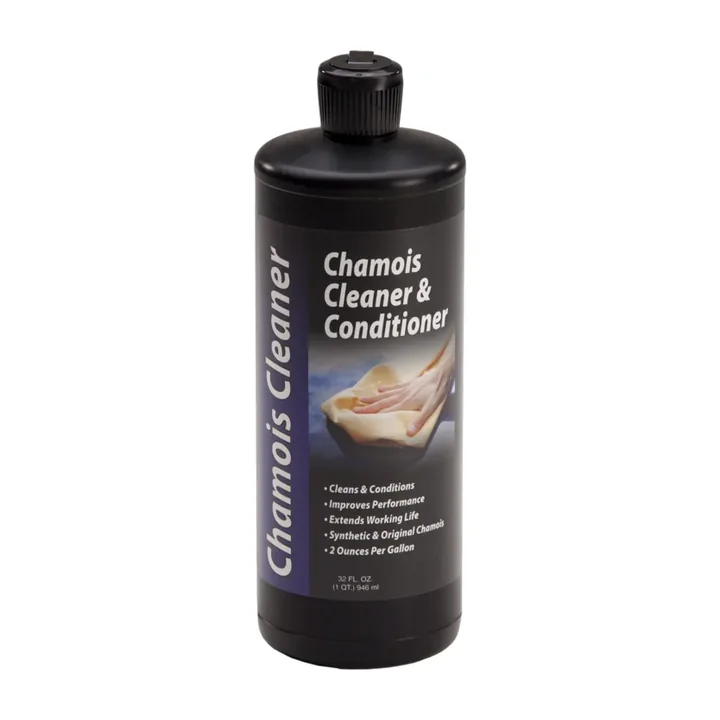 Chamois Cleaner
Chamois
Cleaner &
Conditioner
• Cleans & Conditions
• Improves Performance
• Extends Working Life
• Synthetic & Original Chamois
• 2 Ounces Per Gallon
32 FL. OZ
(1 QT.) 946 ml